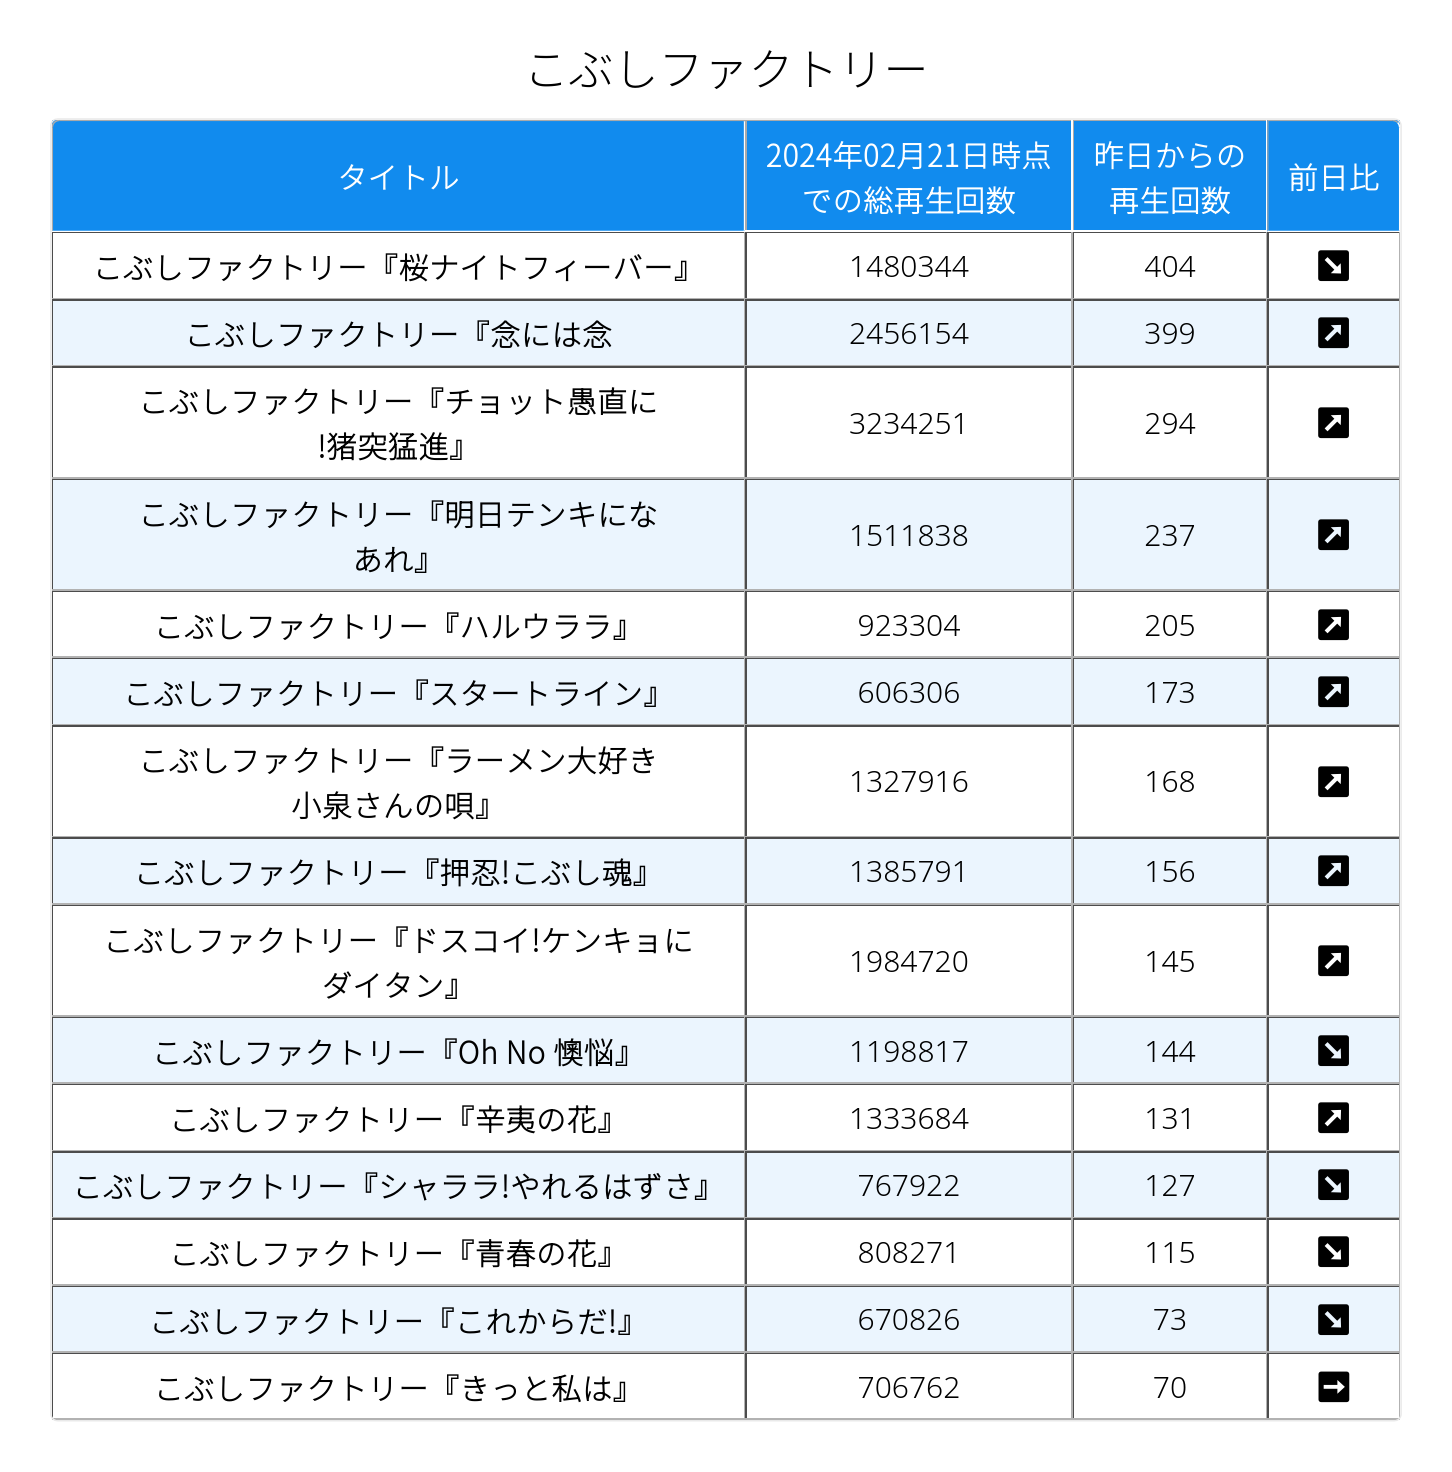 こぶしファクトリー
タイトル
2024年02月21日時点
での総再生回数
昨日からの
再生回数
前日比
こぶしファクトリー『桜ナイトフィーバー』 1480344 404 ↘
こぶしファクトリー『念には念 2456154 399 ↗
こぶしファクトリー『チョット愚直に
!猪突猛進』 3234251 294 ↗
こぶしファクトリー『明日テンキにな
あれ』 1511838 237 ↗
こぶしファクトリー『ハルウララ』 923304 205 ↗
こぶしファクトリー『スタートライン』 606306 173 ↗
こぶしファクトリー『ラーメン大好き
小泉さんの唄』 1327916 168 ↗
こぶしファクトリー『押忍!こぶし魂』 1385791 156 ↗
こぶしファクトリー『ドスコイ!ケンキョに
ダイタン』 1984720 145 ↗
こぶしファクトリー『Oh No 懊悩』 1198817 144 ↘
こぶしファクトリー『辛夷の花』 1333684 131 ↗
こぶしファクトリー『シャララ!やれるはずさ』 767922 127 ↘
こぶしファクトリー『青春の花』 808271 115 ↘
こぶしファクトリー『これからだ!』 670826 73 ↘
こぶしファクトリー『きっと私は』 706762 70 →